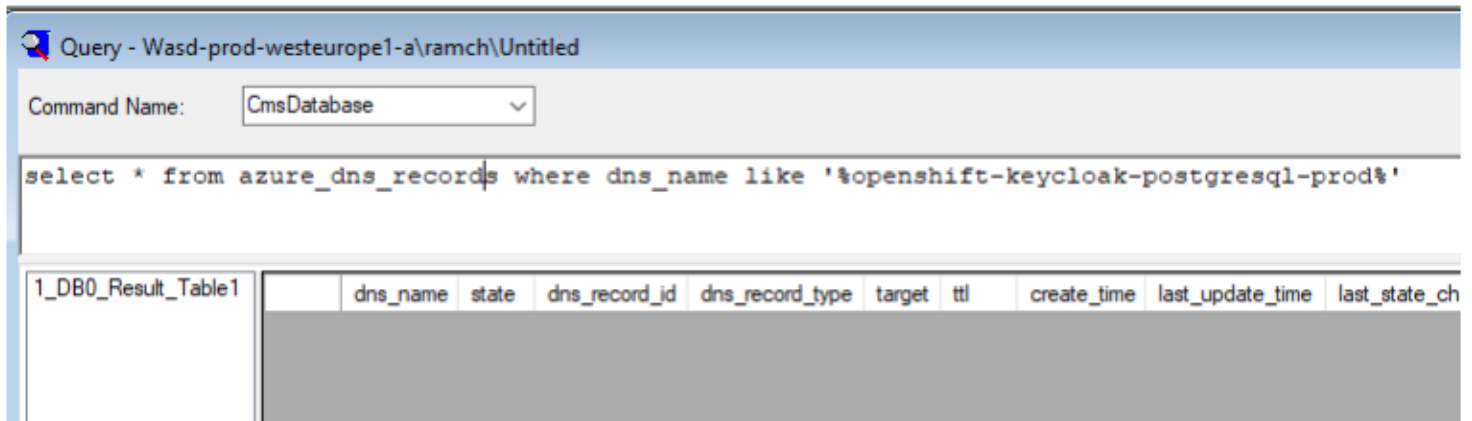 Query - Wasd-prod-westeurope1-a\ramch\Untitled
Command Name: CmsDatabase
select * from azure_dns_records where dns_name like '%openshift-keycloak-postgresql-prod%'
1_DB0_Result_Table1 dns_name state dns_record_id dns_record_type target ttl create_time last_update_time last_state_ch